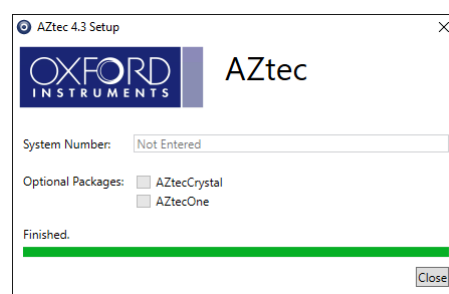 AZtec 4.3 Setup
OXFORD
INSTRUMENTS
AZtec
System Number: Not Entered
Optional Packages: AZtecCrystal
AZtecOne
Finished.
Close